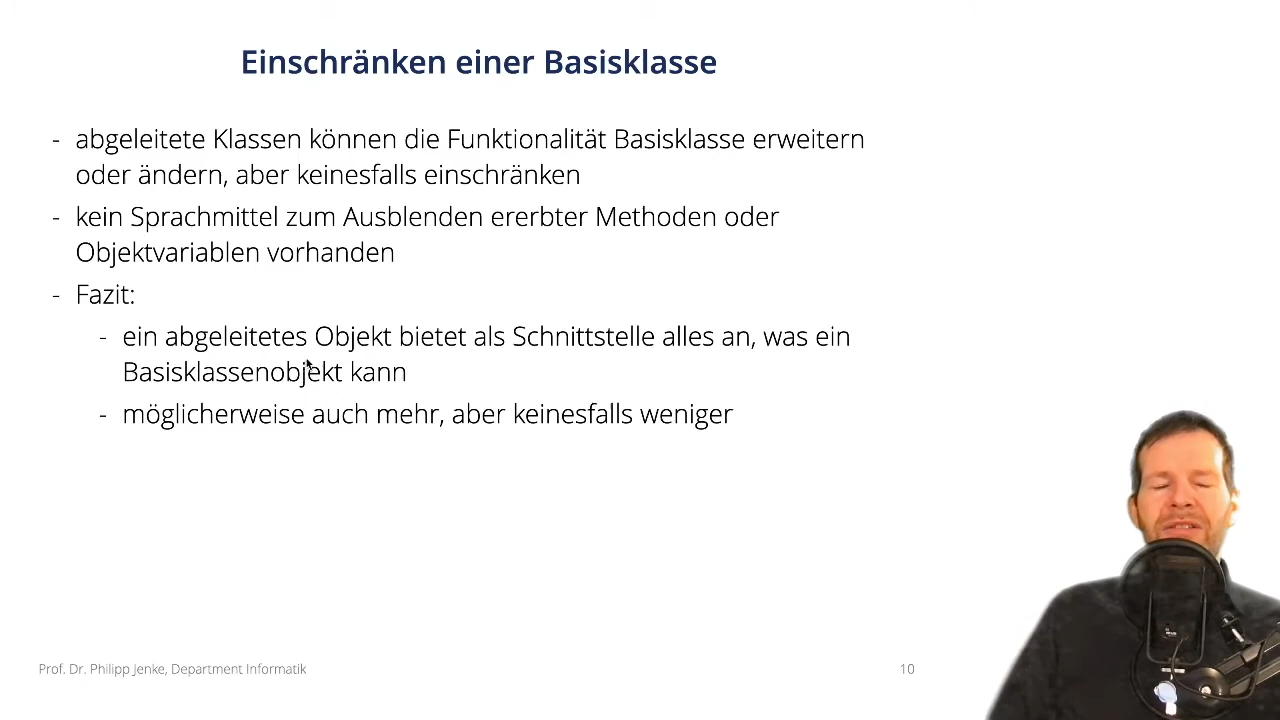 Einschränken einer Basisklasse
- abgeleitete Klassen können die Funktionalität Basisklasse erweitern
oder ändern, aber keinesfalls einschränken
- kein Sprachmittel zum Ausblenden ererbter Methoden oder
Objektvariablen vorhanden
- Fazit:
- ein abgeleitetes Objekt bietet als Schnittstelle alles an, was ein
Basisklassenobjekt kann
- möglicherweise auch mehr, aber keinesfalls weniger
Prof. Dr. Philipp Jenke, Department Informatik
10